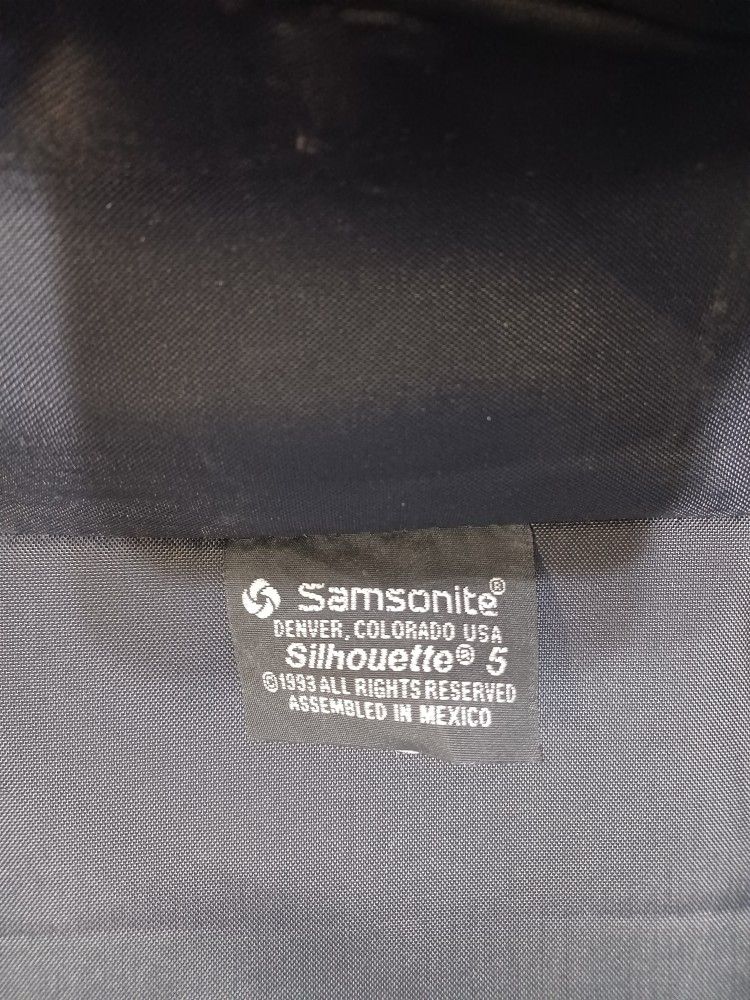 Samsonite®
DENVER, COLORADO USA
Silhouette® 5
©1993 ALL RIGHTS RESERVED
ASSEMBLED IN MEXICO